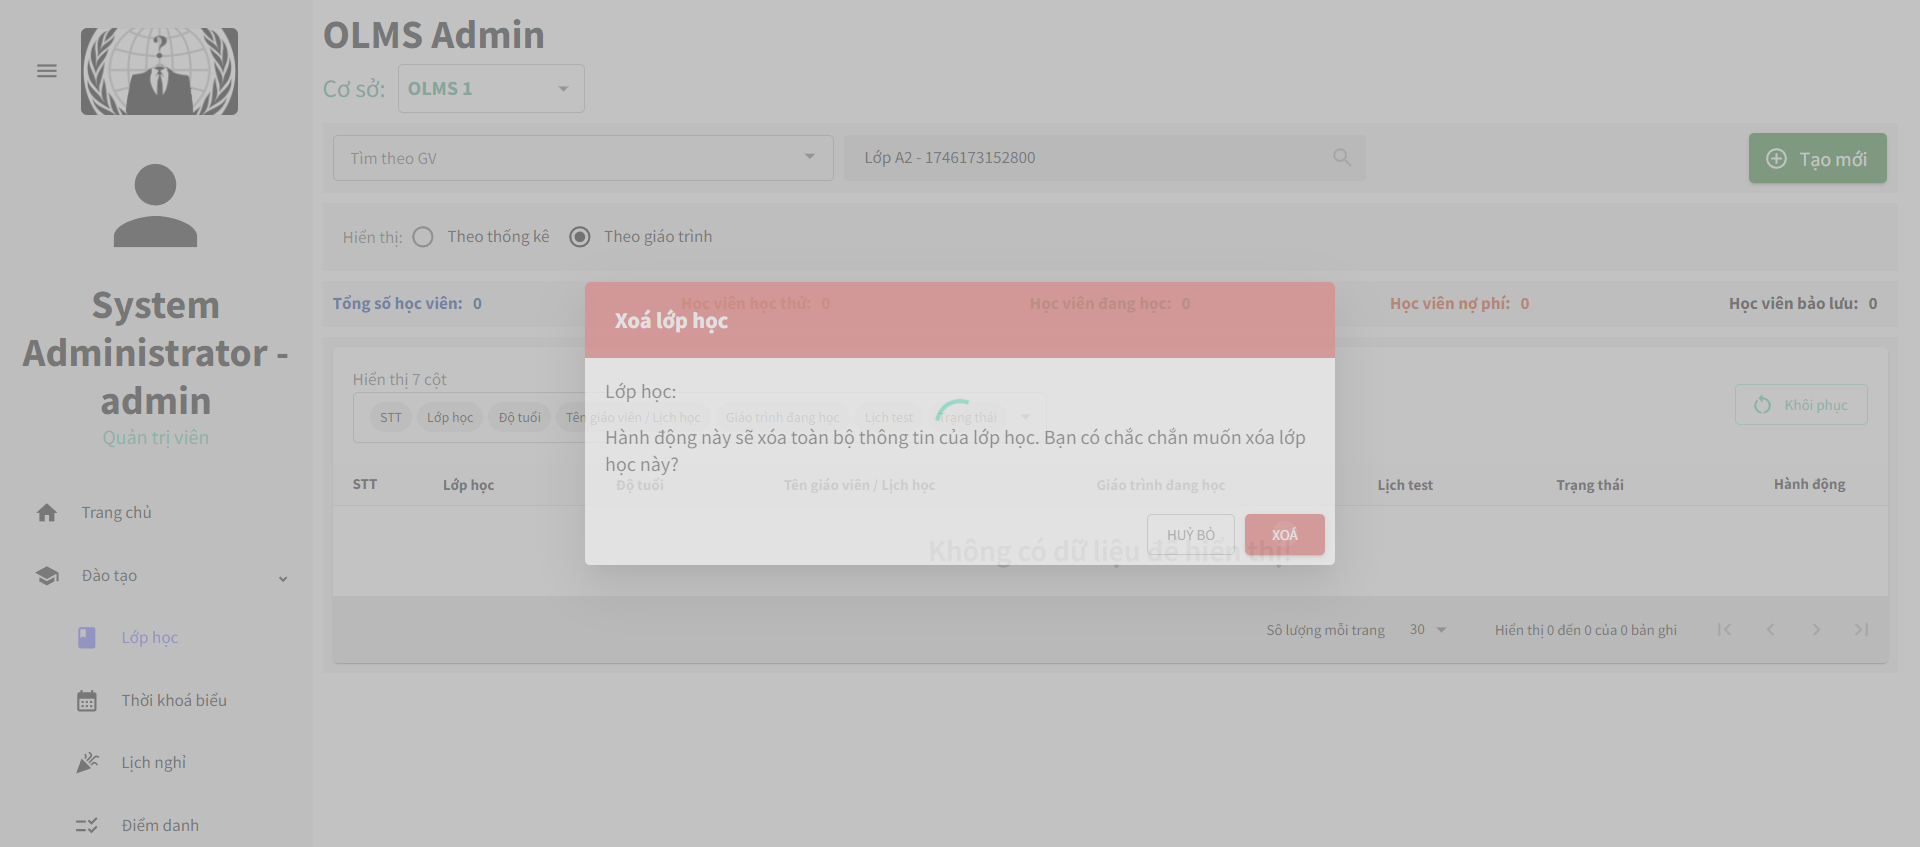 OLMS Admin
Cơ sở:
OLMS 1
Tìm theo GV
Lớp A2 - 1746173152800
Tạo mới
Hiển thị:
Theo thống kê
Theo giáo trình
Tổng số học viên: 0
Học viên học thử: 0
Học viên đang học: 0
Học viên nợ phí: 0
Học viên bảo lưu: 0
System
Administrator -
admin
Quản trị viên
Trang chủ
Đào tạo
Lớp học
Thời khoá biểu
Lịch nghỉ
Điểm danh
Xoá lớp học
Lớp học:
Hành động này sẽ xóa toàn bộ thông tin của lớp học. Bạn có chắc chắn muốn xóa lớp
học này?
HUỶ BỎ
XOÁ
Hiển thị 7 cột
STT
Lớp học
Độ tuổi
Tên giáo viên / Lịch học
Giáo trình đang học
Lịch test
Trạng thái
Khôi phục
STT
Lớp học
Độ tuổi
Tên giáo viên / Lịch học
Giáo trình đang học
Lịch test
Trạng thái
Hành động
Không có dữ liệu để hiển thị!
Số lượng mỗi trang
30
Hiển thị 0 đến 0 của 0 bản ghi